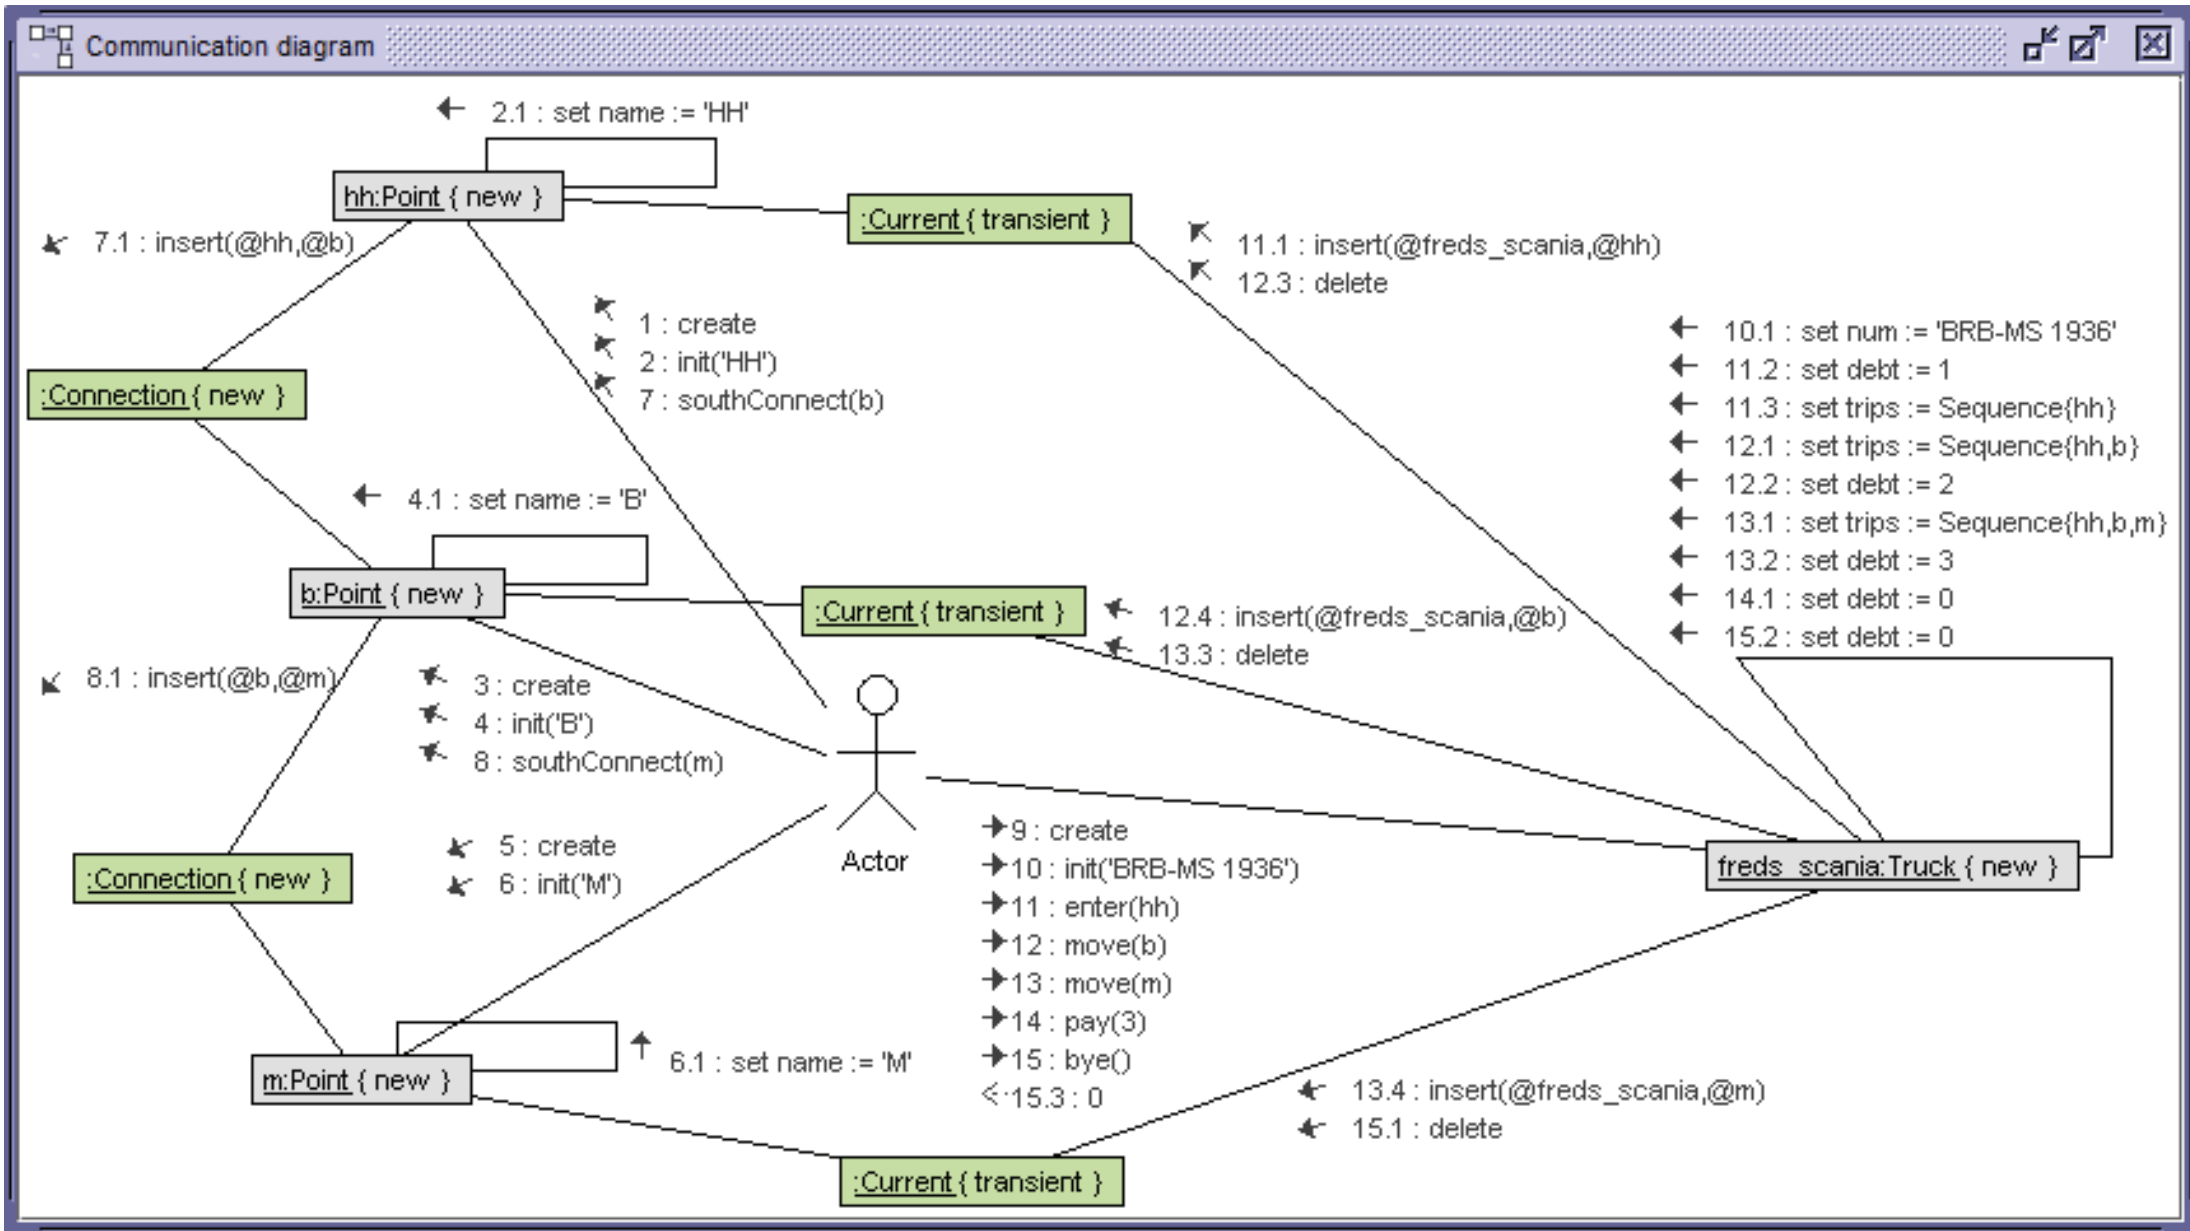 Communication diagram
2.1 : set name := 'HH'
hh:Point { new }
:Current { transient }
7.1 : insert(@hh,@b)
11.1 : insert(@freds_scania,@hh)
12.3 : delete
1 : create
2 : init('HH')
7 : southConnect(b)
10.1 : set num := 'BRB-MS 1936'
11.2 : set debt := 1
11.3 : set trips := Sequence{hh}
12.1 : set trips := Sequence{hh,b}
12.2 : set debt := 2
13.1 : set trips := Sequence{hh,b,m}
13.2 : set debt := 3
14.1 : set debt := 0
15.2 : set debt := 0
:Connection { new }
4.1 : set name := 'B'
b:Point { new }
:Current { transient }
12.4 : insert(@freds_scania,@b)
13.3 : delete
8.1 : insert(@b,@m)
3 : create
4 : init('B')
8 : southConnect(m)
5 : create
6 : init('M')
Actor
9 : create
10 : init('BRB-MS 1936')
11 : enter(hh)
12 : move(b)
13 : move(m)
14 : pay(3)
15 : bye()
15.3 : 0
freds_scania:Truck { new }
:Connection { new }
m:Point { new }
6.1 : set name := 'M'
13.4 : insert(@freds_scania,@m)
15.1 : delete
:Current { transient }